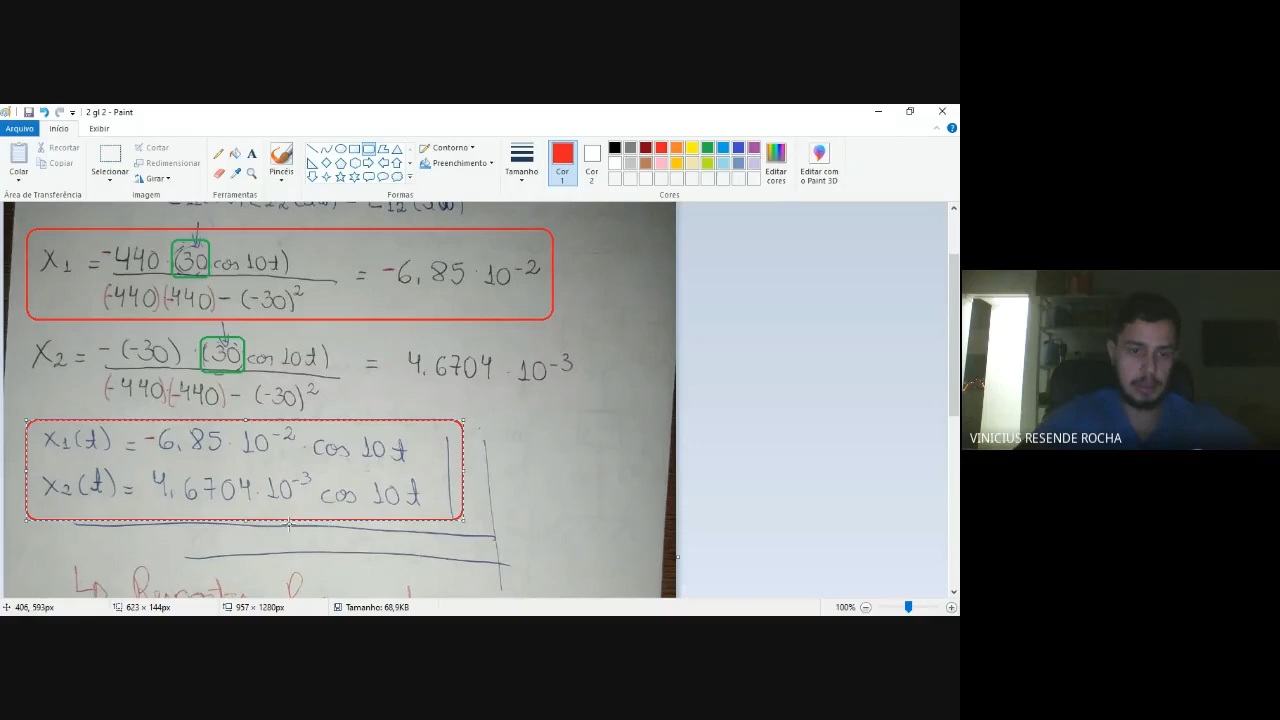 2 gl 2 - Paint
Arquivo Início Exibir
Colar
Recortar
Copiar
Área de Transferência
Selecionar
Cortar
Redimensionar
Girar
Imagem
A
Ferramentas
Pincéis
Contorno
Preenchimento
Formas
Tamanho
Cor 1
Cor 2
Editar cores
Cores
Editar com o Paint 3D
X₁ = -440 · (30 cos 10t) / (-440)(-440) - (-30)² = -6,85 · 10⁻²
X₂ = -(-30) · (30 cos 10t) / (-440)(-440) - (-30)² = 4,6704 · 10⁻³
x₁(t) = -6,85 · 10⁻² · cos 10t
x₂(t) = 4,6704 · 10⁻³ cos 10t
406, 593px 623 × 144px 957 × 1280px Tamanho: 68,9KB 100%
VINICIUS RESENDE ROCHA